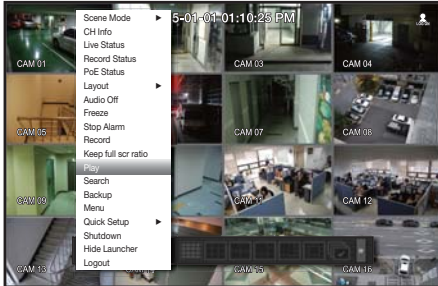 Scene Mode
5-01-01 01:10:25 PM
CH Info
Live Status
Record Status
PoE Status
Layout
Audio Off
Freeze
Stop Alarm
Record
Keep full scr ratio
Play
Search
Backup
Menu
Quick Setup
Shutdown
Hide Launcher
Logout
CAM 01
CAM 03
CAM 04
CAM 05
CAM 07
CAM 08
CAM 09
CAM 11
CAM 12
CAM 13
CAM 15
CAM 16